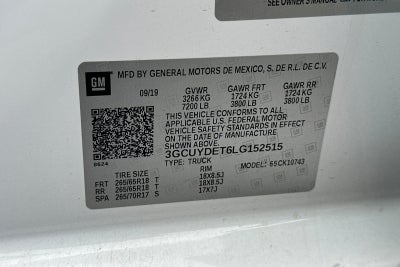 SEE OWNER'S MANUAL
GM
MFD BY GENERAL MOTORS DE MEXICO, S. DE R.L. DE C.V.
09/19 GVWR GAWR FRT GAWR RR
3266 KG 1724 KG 1724 KG
7200 LB 3800 LB 3800 LB
THIS VEHICLE CONFORMS TO ALL
APPLICABLE U.S. FEDERAL MOTOR
VEHICLE SAFETY STANDARDS IN EFFECT
ON THE DATE OF MANUFACTURE
SHOWN ABOVE.
3GCUYDET6LG152515
TYPE: TRUCK MODEL: 65CK10743
TIRE SIZE RIM
FRT 265/65R18 T 18X8.5J
RR 265/65R18 T 18X8.5J
SPA 265/70R17 S 17X7J